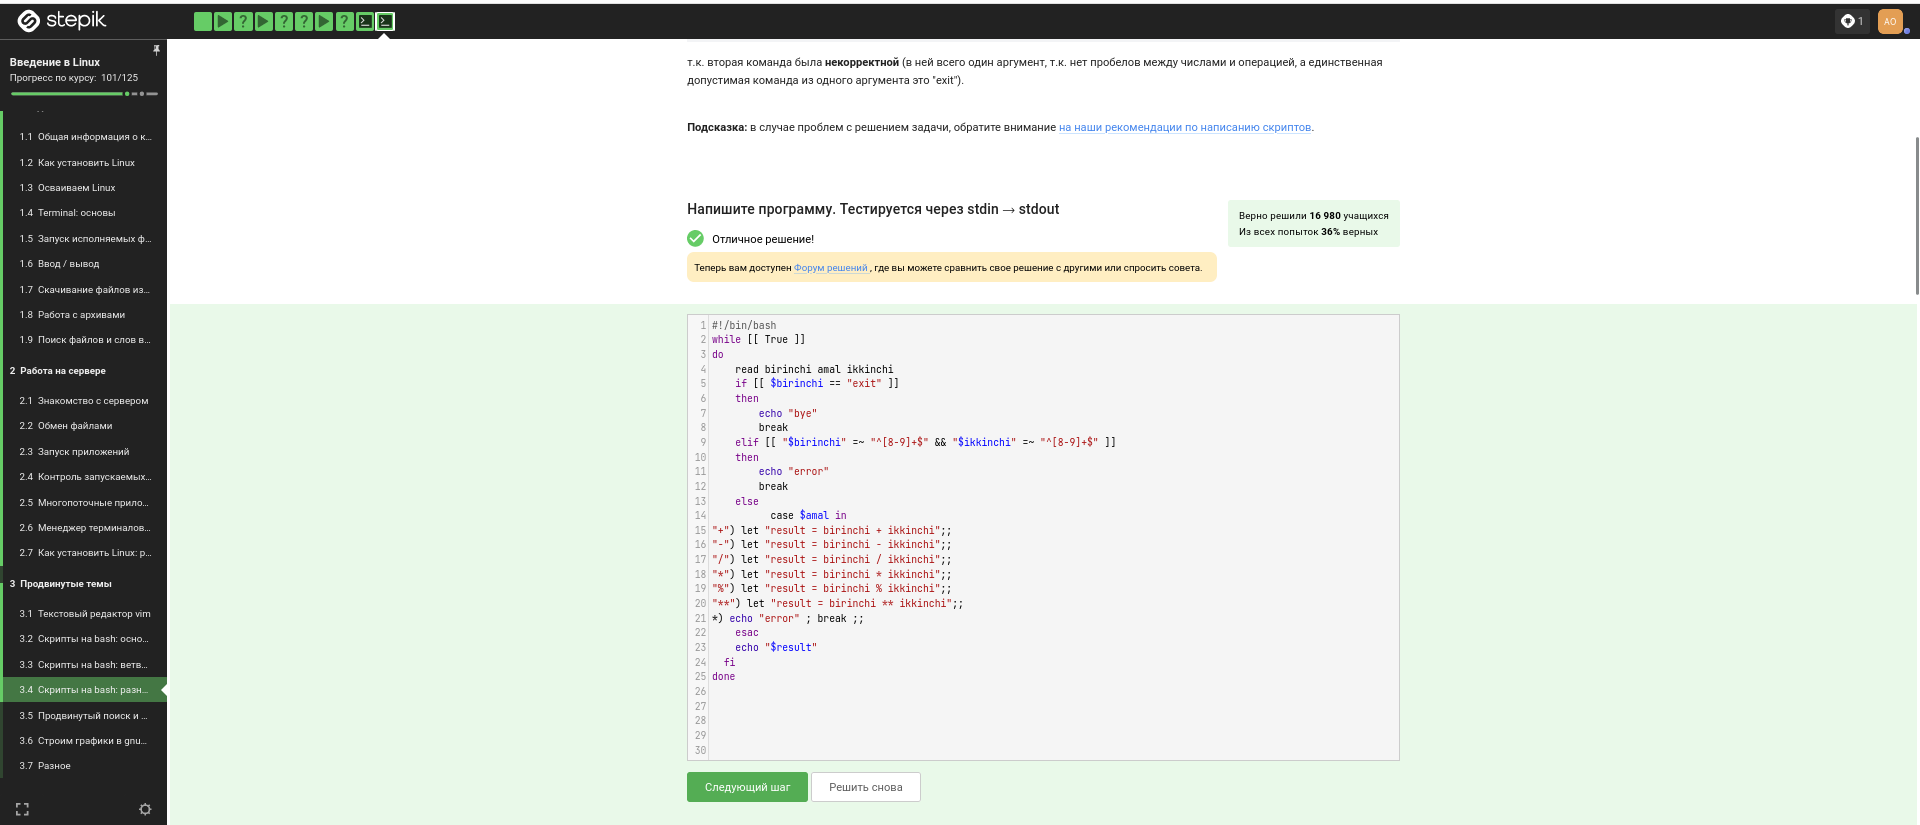 stepik
1
AO
Введение в Linux
Прогресс по курсу: 101/125
1.1 Общая информация о к...
1.2 Как установить Linux
1.3 Осваиваем Linux
1.4 Terminal: основы
1.5 Запуск исполняемых ф...
1.6 Ввод / вывод
1.7 Скачивание файлов из...
1.8 Работа с архивами
1.9 Поиск файлов и слов в...
2 Работа на сервере
2.1 Знакомство с сервером
2.2 Обмен файлами
2.3 Запуск приложений
2.4 Контроль запускаемых...
2.5 Многопоточные прило...
2.6 Менеджер терминалов...
2.7 Как установить Linux: р...
3 Продвинутые темы
3.1 Текстовый редактор vim
3.2 Скрипты на bash: осно...
3.3 Скрипты на bash: ветв...
3.4 Скрипты на bash: разн...
3.5 Продвинутый поиск и ...
3.6 Строим графики в gnu...
3.7 Разное
т.к. вторая команда была некорректной (в ней всего один аргумент, т.к. нет пробелов между числами и операцией, а единственная
допустимая команда из одного аргумента это "exit").
Подсказка: в случае проблем с решением задачи, обратите внимание на наши рекомендации по написанию скриптов.
Напишите программу. Тестируется через stdin → stdout
Верно решили 16 980 учащихся
Из всех попыток 36% верных
Отличное решение!
Теперь вам доступен Форум решений , где вы можете сравнить свое решение с другими или спросить совета.
1 #!/bin/bash
2 while [[ True ]]
3 do
4     read birinchi amal ikkinchi
5     if [[ $birinchi == "exit" ]]
6     then
7         echo "bye"
8         break
9     elif [[ "$birinchi" =~ "^[8-9]+$" && "$ikkinchi" =~ "^[8-9]+$" ]]
10     then
11         echo "error"
12         break
13     else
14           case $amal in
15 "+") let "result = birinchi + ikkinchi";;
16 "-") let "result = birinchi - ikkinchi";;
17 "/") let "result = birinchi / ikkinchi";;
18 "*") let "result = birinchi * ikkinchi";;
19 "%") let "result = birinchi % ikkinchi";;
20 "**") let "result = birinchi ** ikkinchi";;
21 *) echo "error" ; break ;;
22     esac
23     echo "$result"
24   fi
25 done
26
27
28
29
30
Следующий шаг
Решить снова